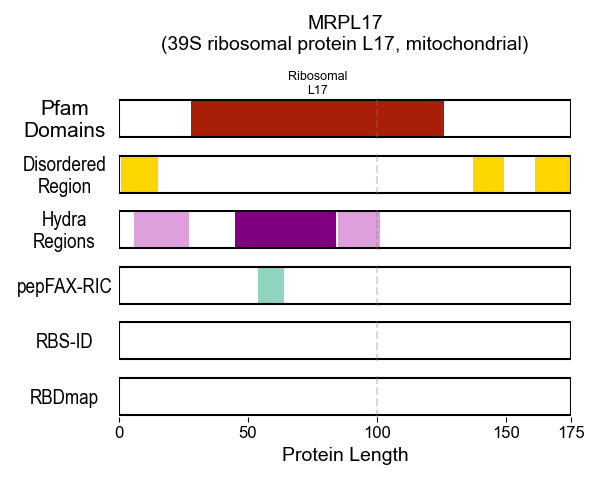 MRPL17
(39S ribosomal protein L17, mitochondrial)
Ribosomal
L17
Pfam
Domains
Disordered
Region
Hydra
Regions
pepFAX-RIC
RBS-ID
RBDmap
0 50 100 150 175
Protein Length